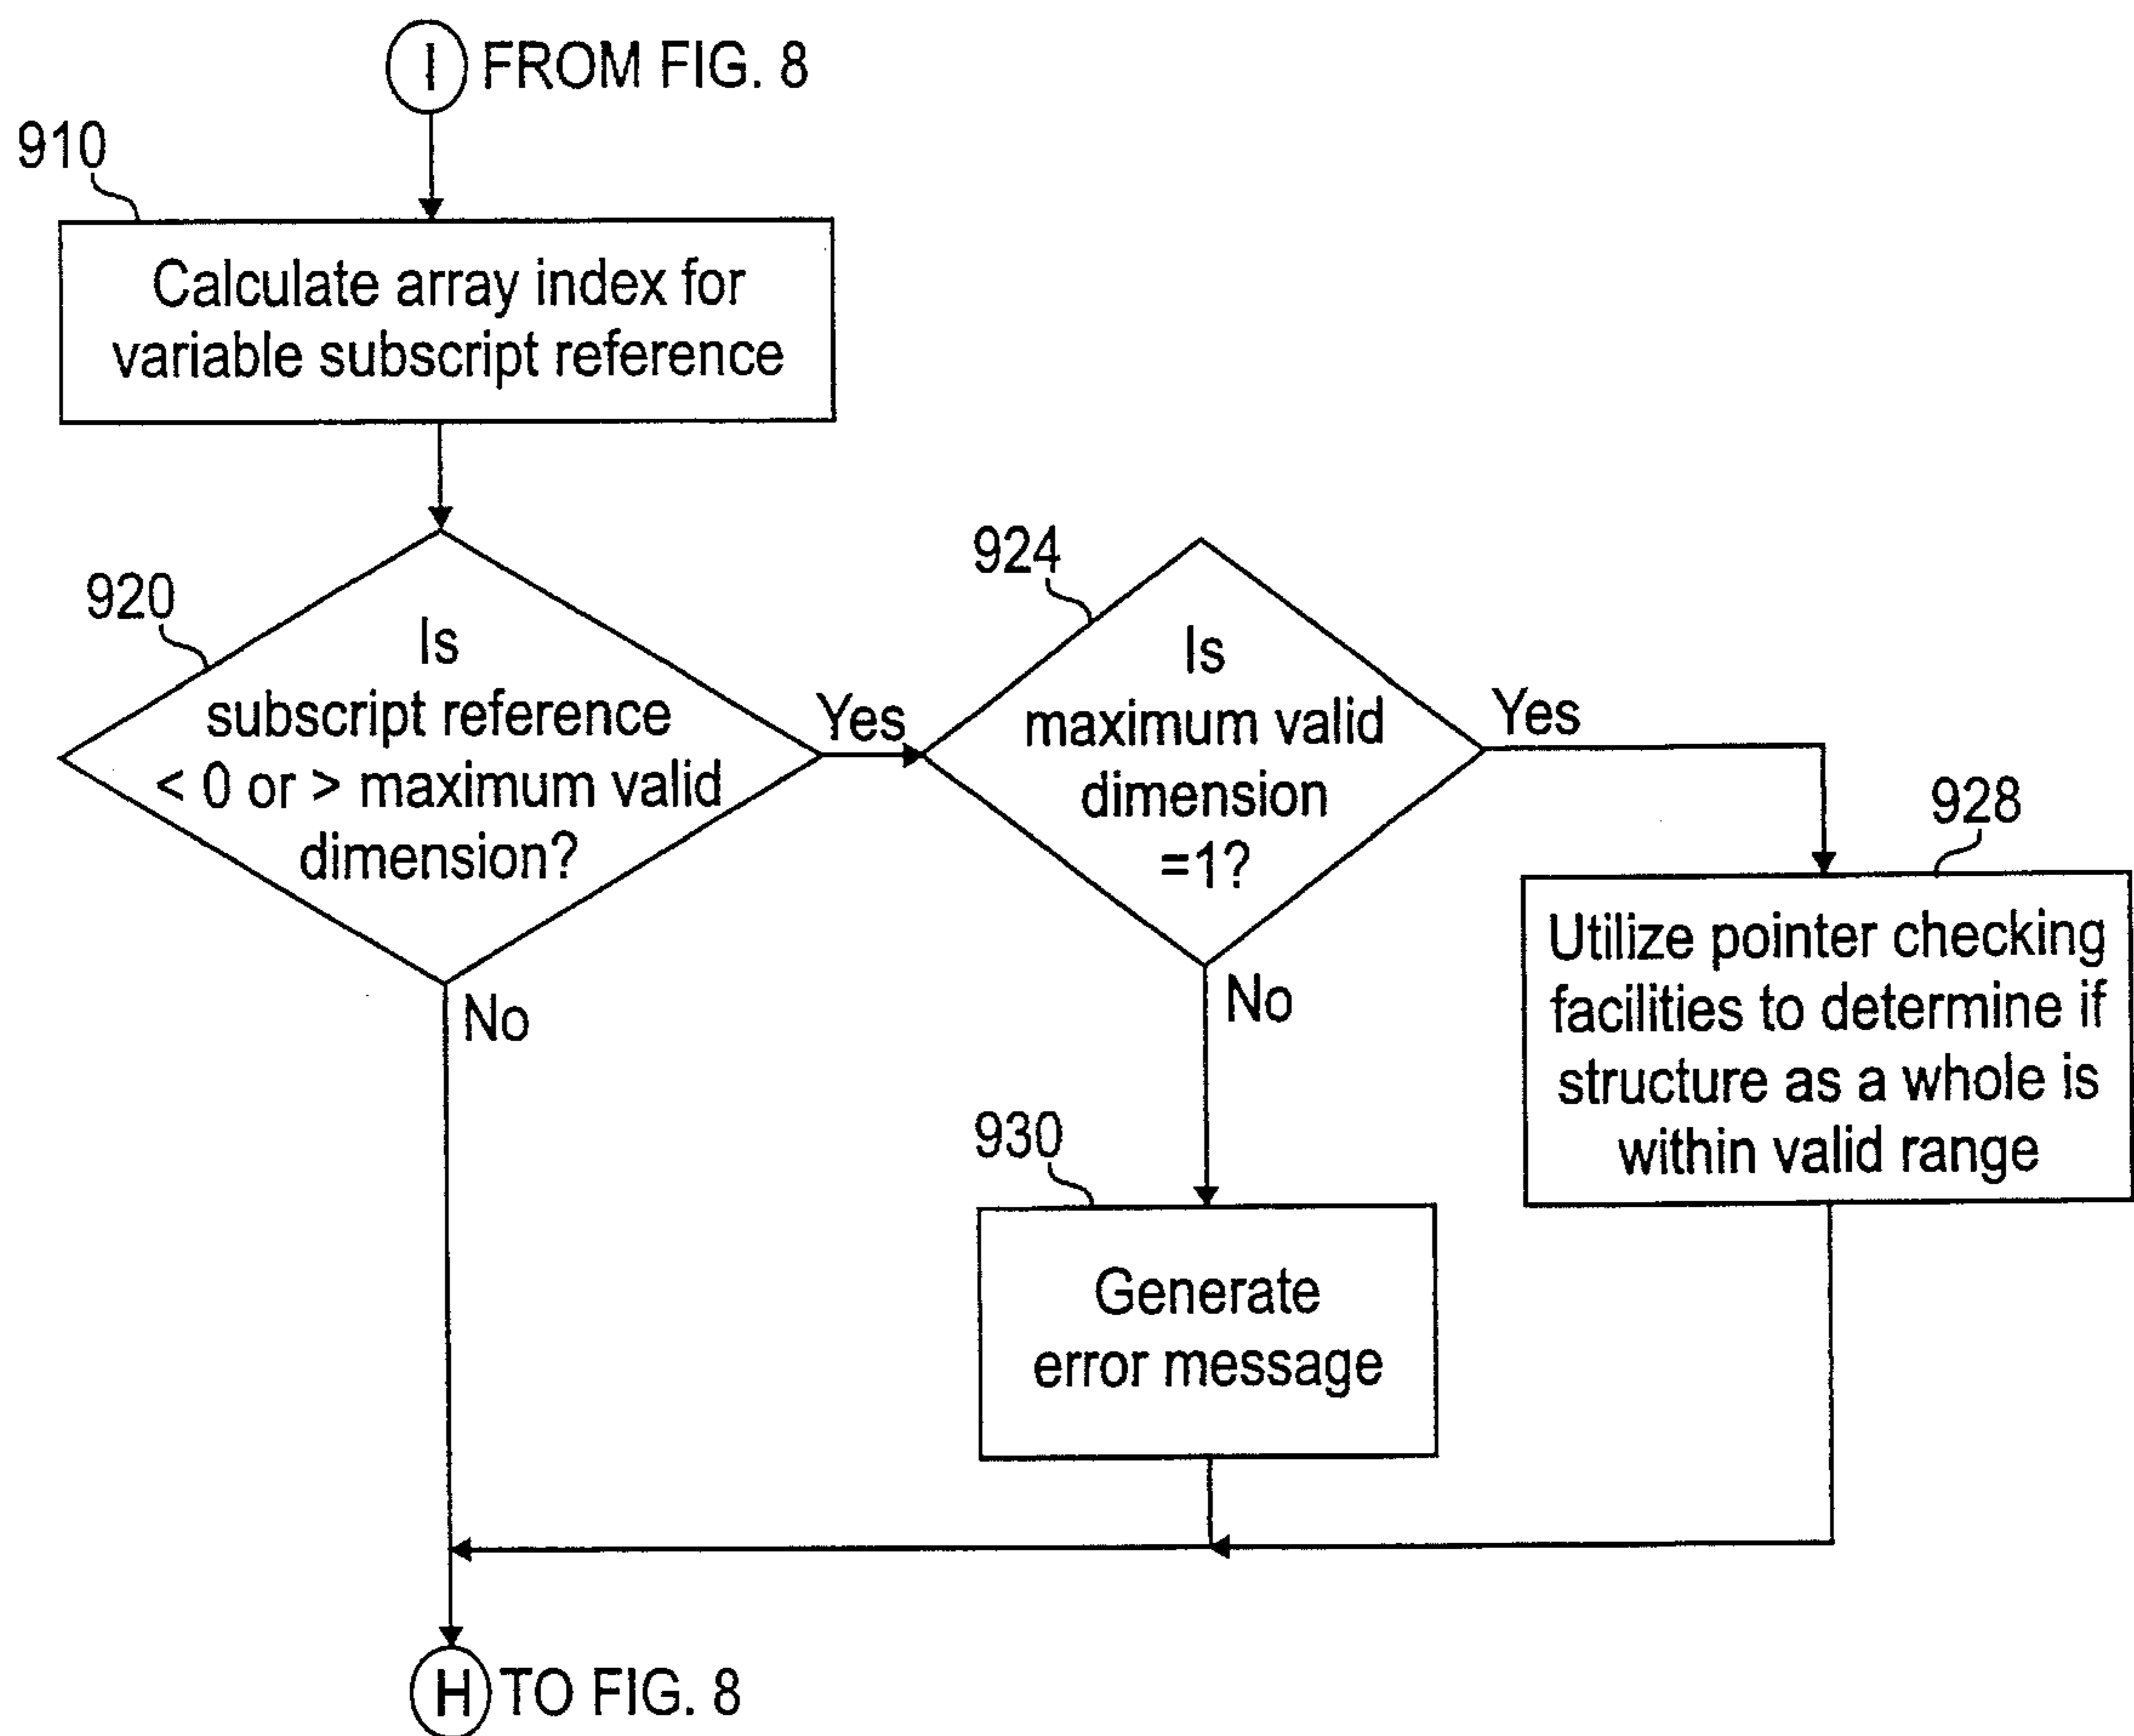 I FROM FIG. 8
910
Calculate array index for
variable subscript reference
920
Is
subscript reference
< 0 or > maximum valid
dimension?
Yes
No
924
Is
maximum valid
dimension
=1?
Yes
No
928
Utilize pointer checking
facilities to determine if
structure as a whole is
within valid range
930
Generate
error message
H TO FIG. 8